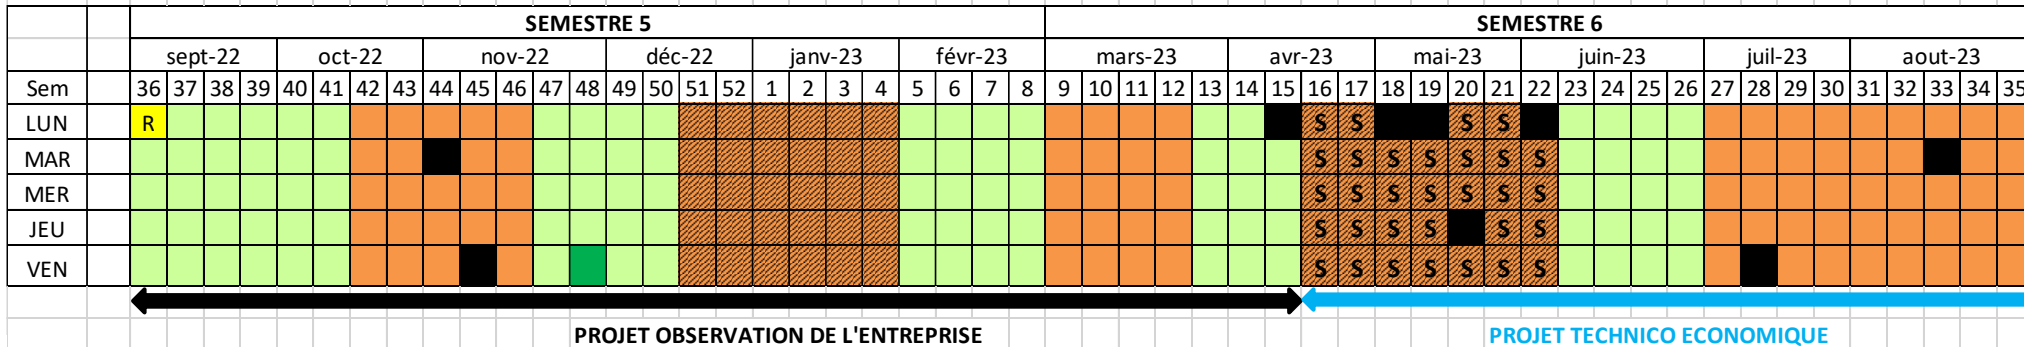 SEMESTRE 5 SEMESTRE 6
sept-22 oct-22 nov-22 déc-22 janv-23 févr-23 mars-23 avr-23 mai-23 juin-23 juil-23 aout-23
Sem 36 37 38 39 40 41 42 43 44 45 46 47 48 49 50 51 52 1 2 3 4 5 6 7 8 9 10 11 12 13 14 15 16 17 18 19 20 21 22 23 24 25 26 27 28 29 30 31 32 33 34 35
LUN R S S S S
MAR S S S S S S S
MER S S S S S S S
JEU S S S S S S
VEN S S S S S S S
PROJET OBSERVATION DE L'ENTREPRISE PROJET TECHNICO ECONOMIQUE